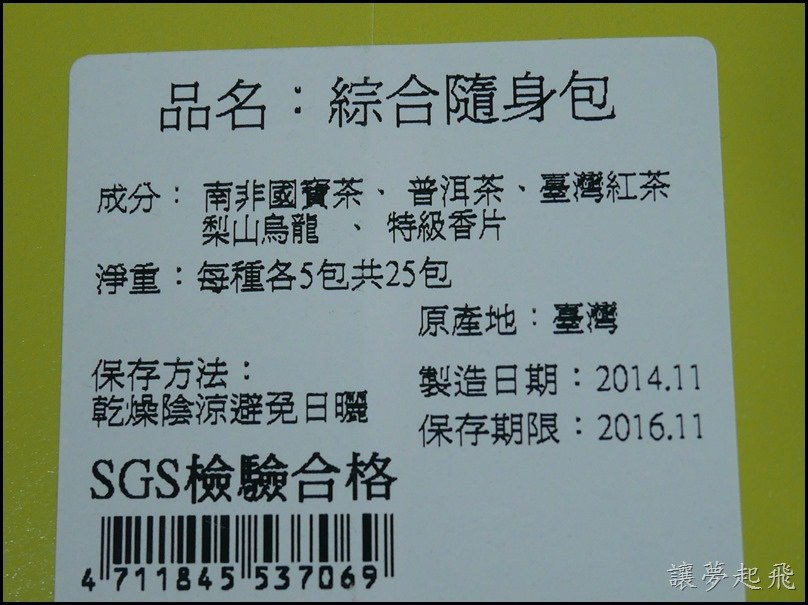 品名：綜合隨身包
成分： 南非國寶茶、 普洱茶、臺灣紅茶
梨山烏龍 、 特級香片
淨重：每種各5包共25包
原產地：臺灣
保存方法：
乾燥陰涼避免日曬
製造日期：2014.11
保存期限：2016.11
SGS檢驗合格
4 711845 537069
讓夢起飛